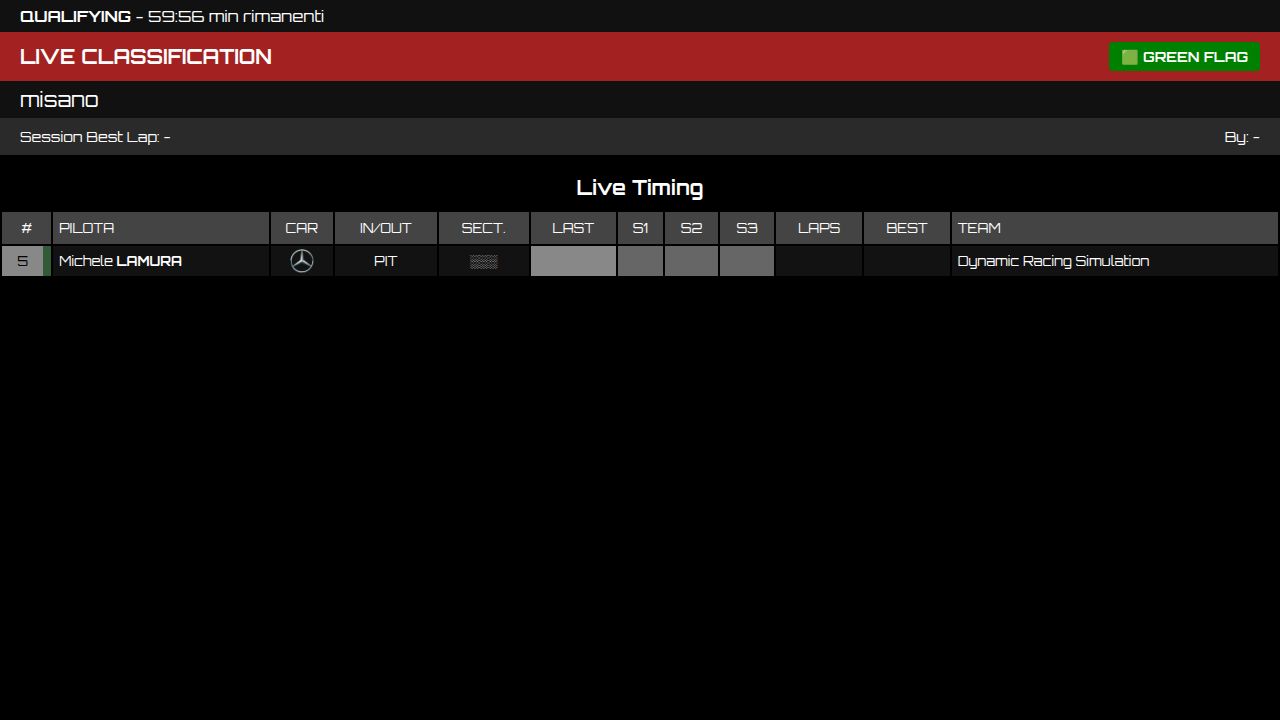 QUALIFYING - 59:56 min rimanenti
LIVE CLASSIFICATION
🟩 GREEN FLAG
misano
Session Best Lap: -
By: -
Live Timing
# PILOTA CAR IN/OUT SECT. LAST S1 S2 S3 LAPS BEST TEAM
5 Michele LAMURA PIT ░░░ Dynamic Racing Simulation